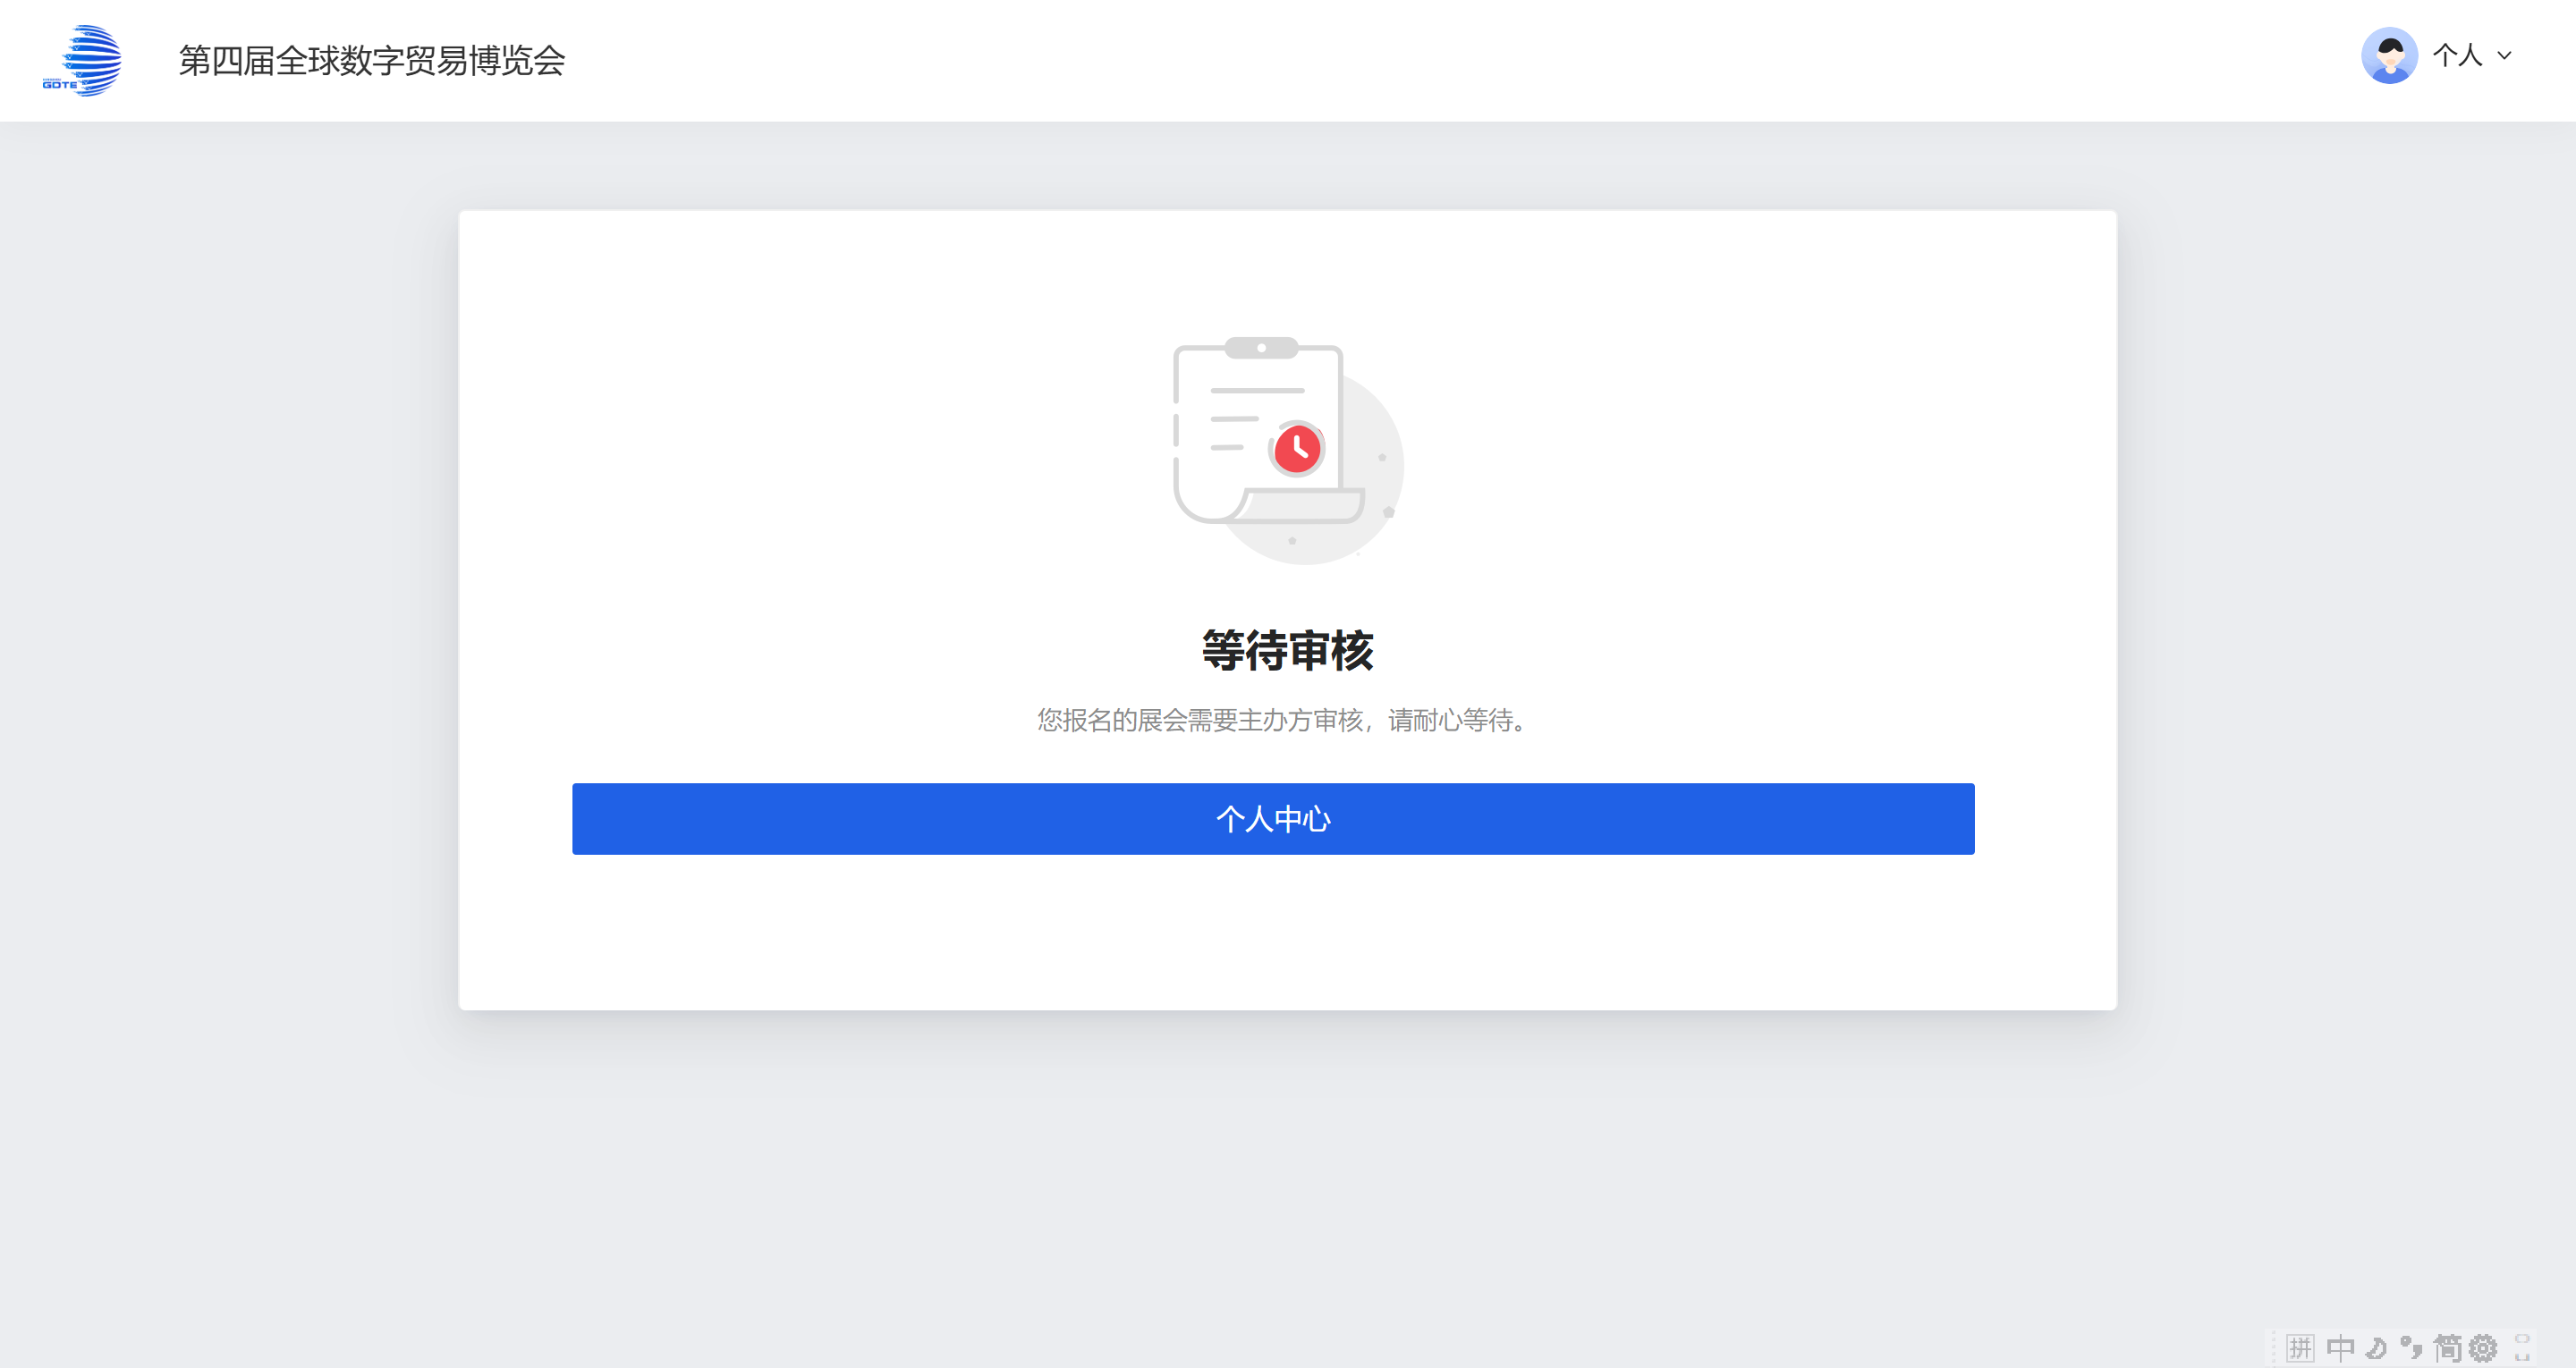 GDTE
第四届全球数字贸易博览会
个人
等待审核
您报名的展会需要主办方审核，请耐心等待。
个人中心
拼 中 简